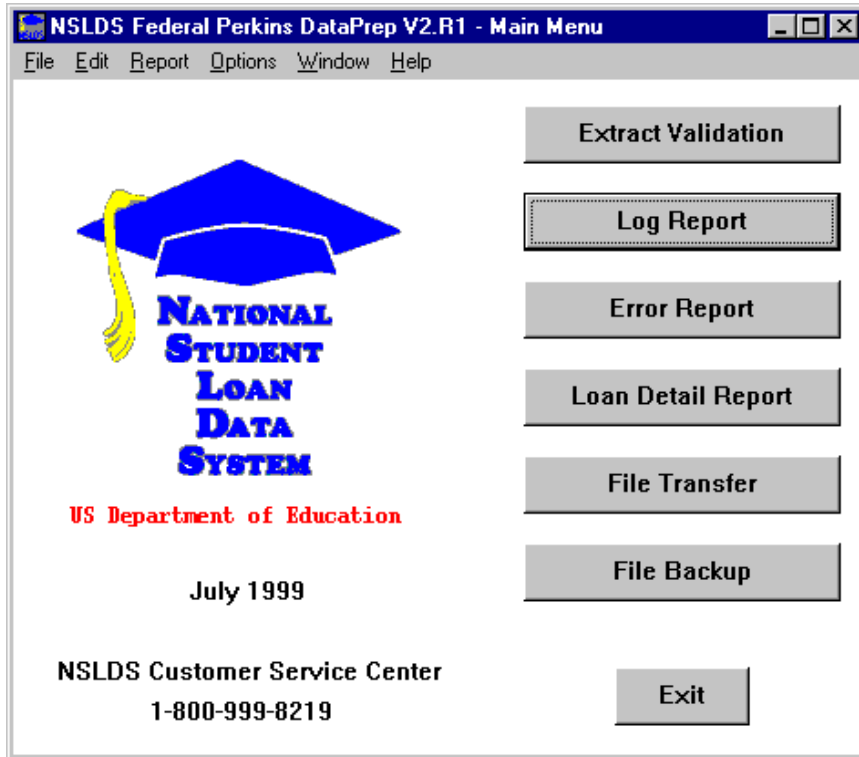 NSLDS Federal Perkins DataPrep V2.R1 - Main Menu
File Edit Report Options Window Help
NATIONAL
STUDENT
LOAN
DATA
SYSTEM
US Department of Education
July 1999
NSLDS Customer Service Center
1-800-999-8219
Extract Validation
Log Report
Error Report
Loan Detail Report
File Transfer
File Backup
Exit